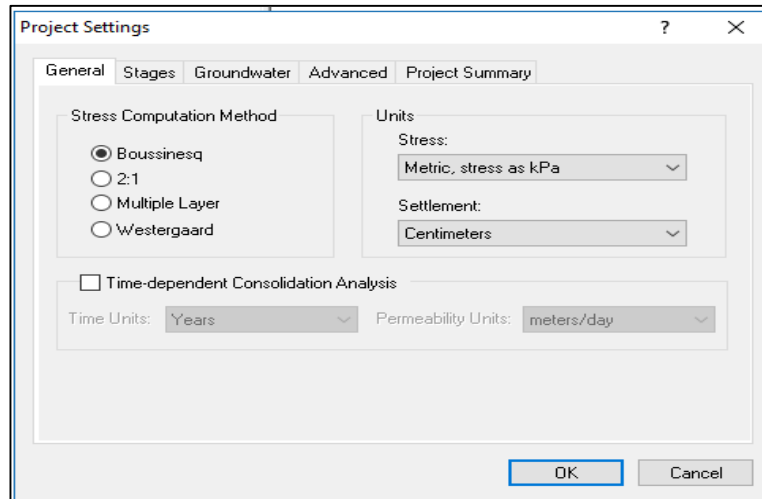 Project Settings ?
General Stages Groundwater Advanced Project Summary
Stress Computation Method
Boussinesq
2:1
Multiple Layer
Westergaard
Units
Stress:
Metric, stress as kPa
Settlement:
Centimeters
Time-dependent Consolidation Analysis
Time Units: Years Permeability Units: meters/day
OK Cancel